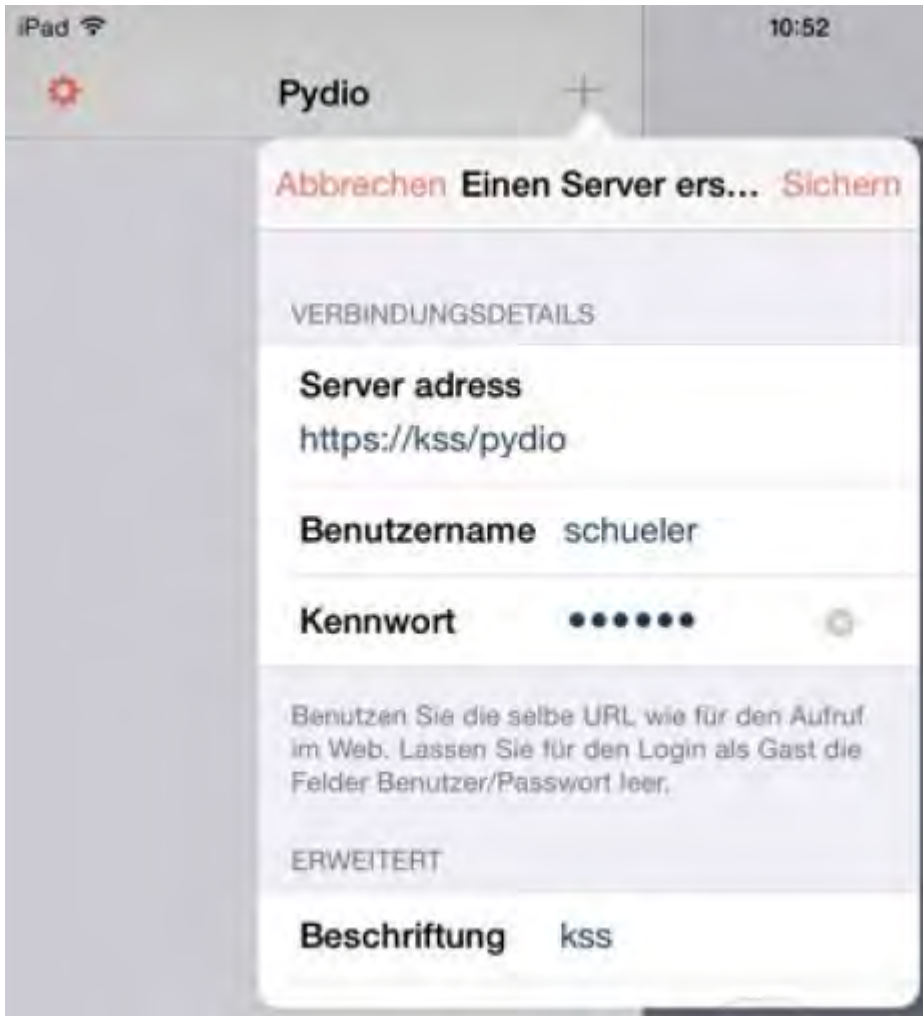 iPad 10:52
Pydio
Abbrechen Einen Server ers... Sichern
VERBINDUNGSDETAILS
Server adress
https://kss/pydio
Benutzername schueler
Kennwort ••••••
Benutzen Sie die selbe URL wie für den Aufruf
im Web. Lassen Sie für den Login als Gast die
Felder Benutzer/Passwort leer.
ERWEITERT
Beschriftung kss